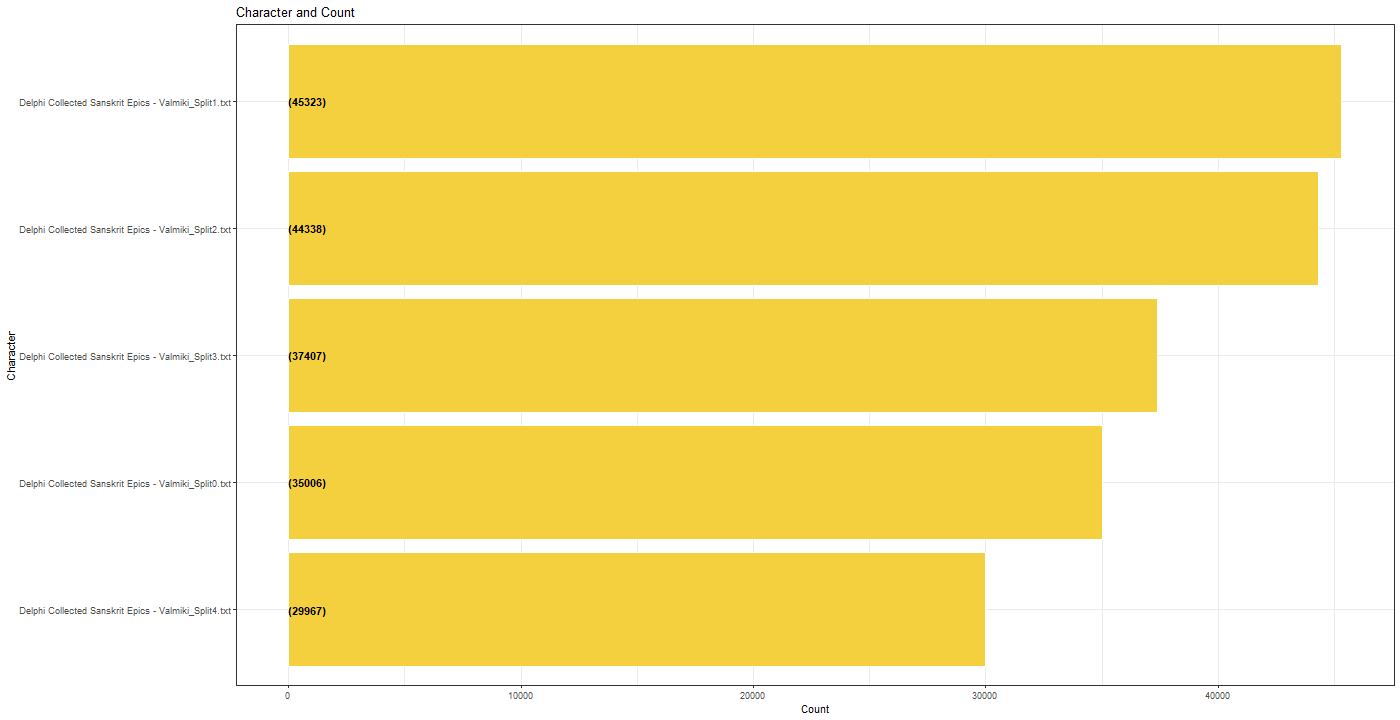 Character and Count
Delphi Collected Sanskrit Epics - Valmiki_Split1.txt
(45323)
Delphi Collected Sanskrit Epics - Valmiki_Split2.txt
(44338)
Character
Delphi Collected Sanskrit Epics - Valmiki_Split3.txt
(37407)
Delphi Collected Sanskrit Epics - Valmiki_Split0.txt
(35006)
Delphi Collected Sanskrit Epics - Valmiki_Split4.txt
(29967)
0 10000 20000 30000 40000
Count